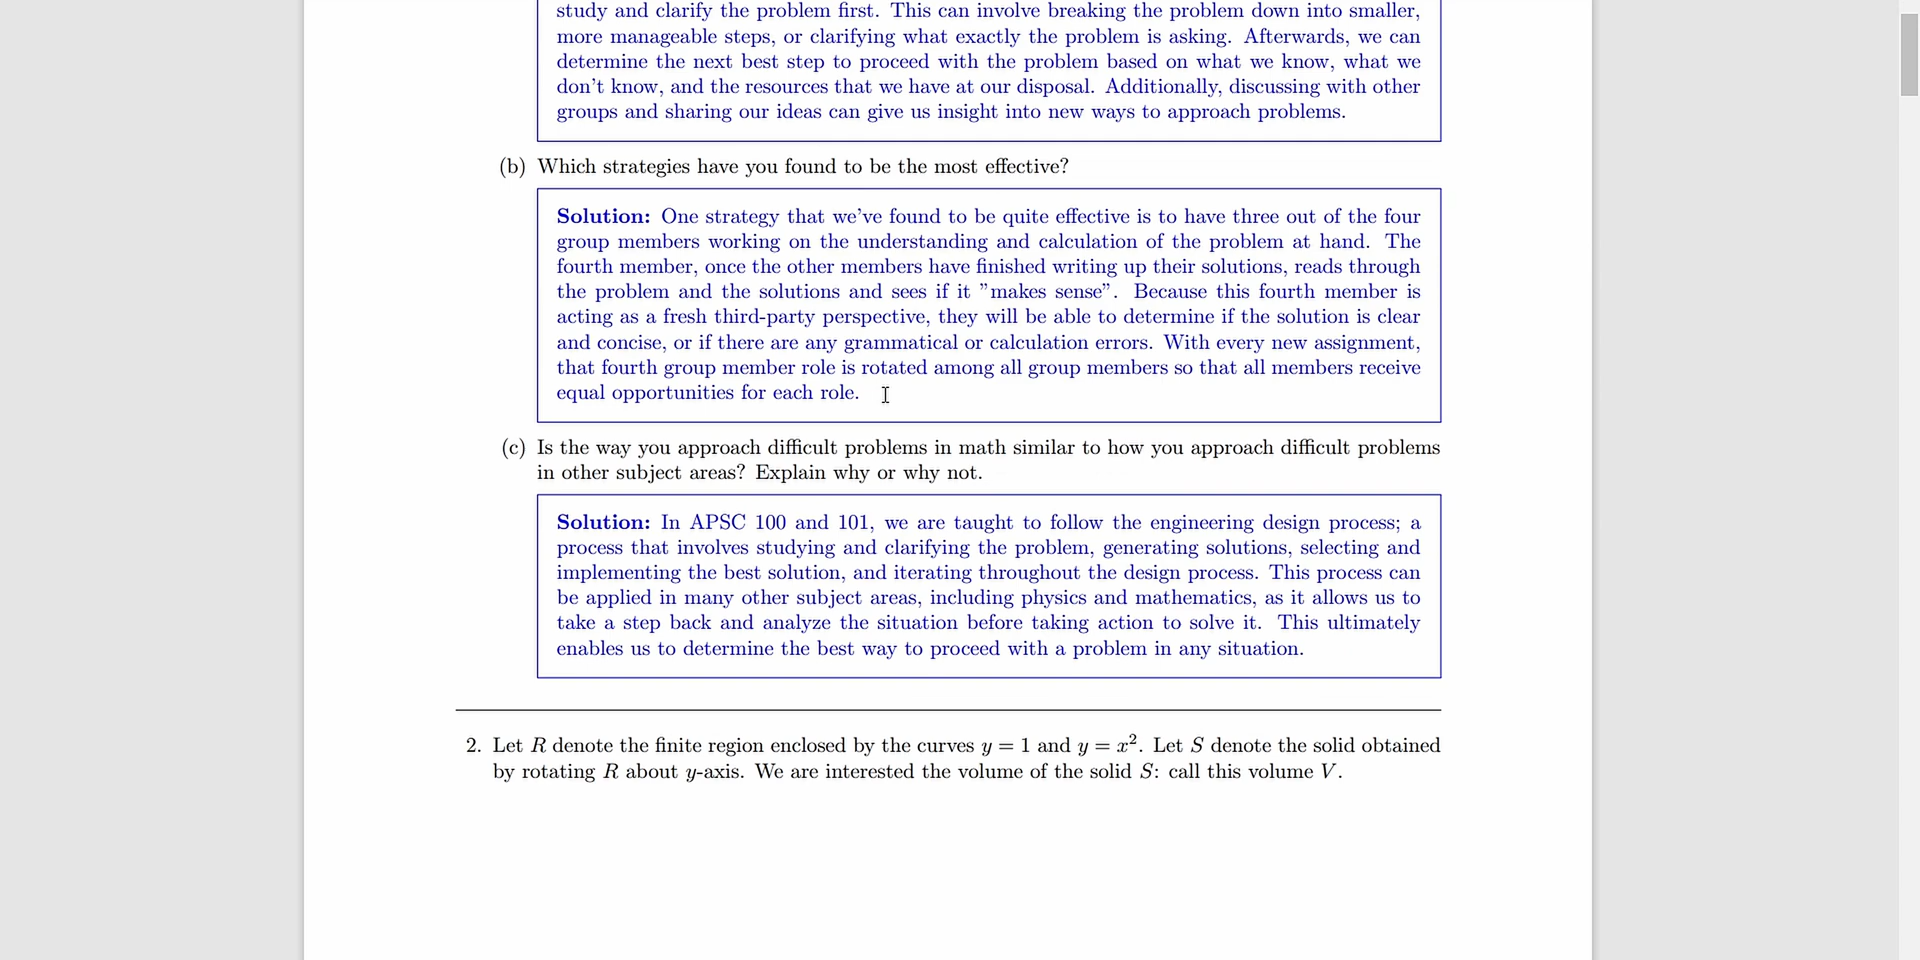 study and clarify the problem first. This can involve breaking the problem down into smaller,
more manageable steps, or clarifying what exactly the problem is asking. Afterwards, we can
determine the next best step to proceed with the problem based on what we know, what we
don’t know, and the resources that we have at our disposal. Additionally, discussing with other
groups and sharing our ideas can give us insight into new ways to approach problems.
(b) Which strategies have you found to be the most effective?
Solution: One strategy that we’ve found to be quite effective is to have three out of the four
group members working on the understanding and calculation of the problem at hand. The
fourth member, once the other members have finished writing up their solutions, reads through
the problem and the solutions and sees if it ”makes sense”. Because this fourth member is
acting as a fresh third-party perspective, they will be able to determine if the solution is clear
and concise, or if there are any grammatical or calculation errors. With every new assignment,
that fourth group member role is rotated among all group members so that all members receive
equal opportunities for each role.
(c) Is the way you approach difficult problems in math similar to how you approach difficult problems
in other subject areas? Explain why or why not.
Solution: In APSC 100 and 101, we are taught to follow the engineering design process; a
process that involves studying and clarifying the problem, generating solutions, selecting and
implementing the best solution, and iterating throughout the design process. This process can
be applied in many other subject areas, including physics and mathematics, as it allows us to
take a step back and analyze the situation before taking action to solve it. This ultimately
enables us to determine the best way to proceed with a problem in any situation.
2. Let R denote the finite region enclosed by the curves y = 1 and y = x². Let S denote the solid obtained
by rotating R about y-axis. We are interested the volume of the solid S: call this volume V.